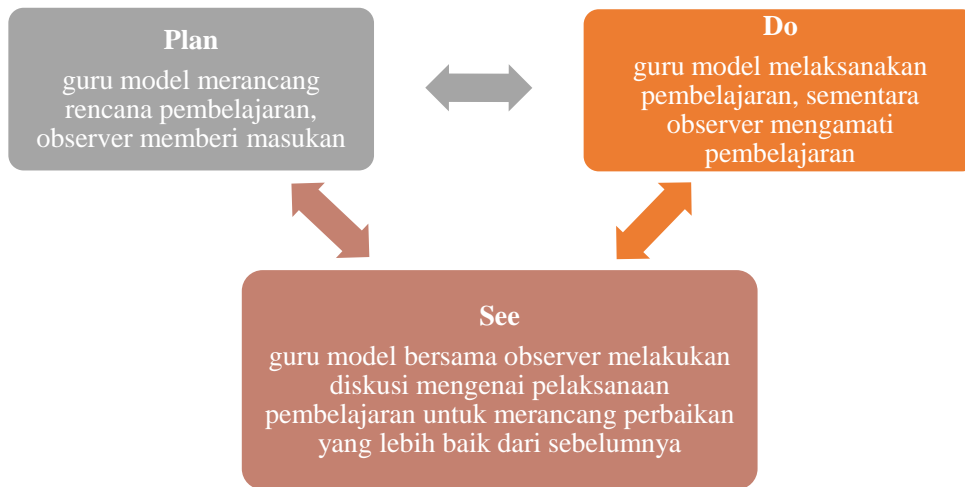 Plan
guru model merancang
rencana pembelajaran,
observer memberi masukan
Do
guru model melaksanakan
pembelajaran, sementara
observer mengamati
pembelajaran
See
guru model bersama observer melakukan
diskusi mengenai pelaksanaan
pembelajaran untuk merancang perbaikan
yang lebih baik dari sebelumnya